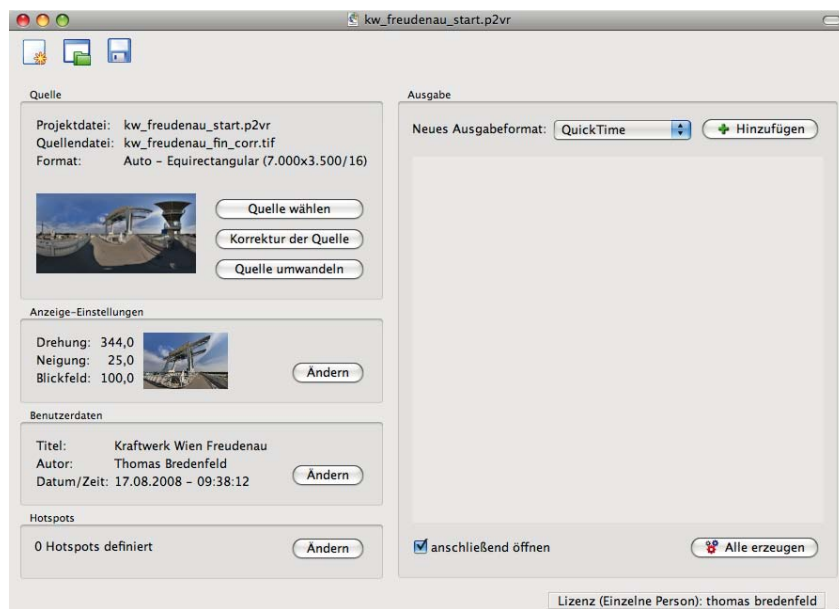 kw_freudenau_start.p2vr
Quelle
Projektdatei: kw_freudenau_start.p2vr
Quellendatei: kw_freudenau_fin_corr.tif
Format: Auto – Equirectangular (7.000x3.500/16)
Quelle wählen
Korrektur der Quelle
Quelle umwandeln
Anzeige-Einstellungen
Drehung: 344,0
Neigung: 25,0
Blickfeld: 100,0
Ändern
Benutzerdaten
Titel: Kraftwerk Wien Freudenau
Autor: Thomas Bredenfeld
Datum/Zeit: 17.08.2008 – 09:38:12
Ändern
Hotspots
0 Hotspots definiert
Ändern
Ausgabe
Neues Ausgabeformat: QuickTime
Hinzufügen
anschließend öffnen
Alle erzeugen
Lizenz (Einzelne Person): thomas bredenfeld